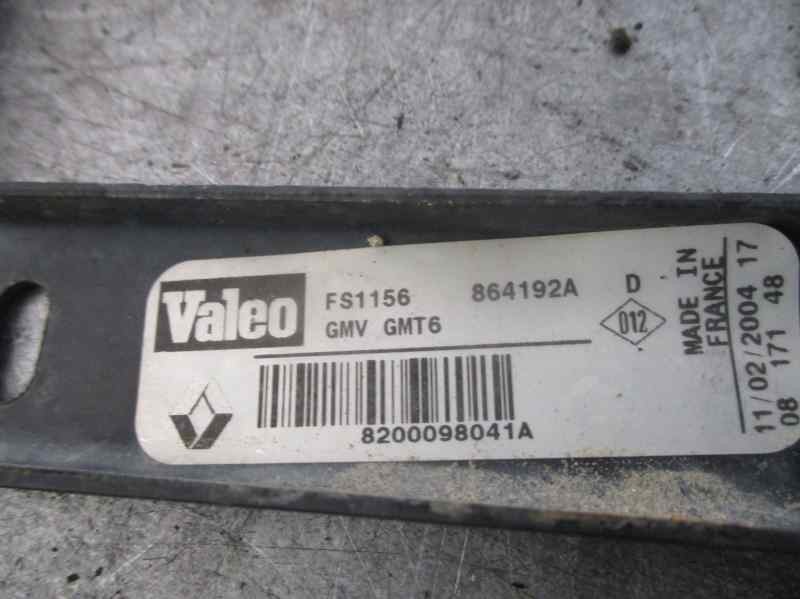 Valeo
FS1156 864192A D
GMV GMT6
012
8200098041A
MADE IN
FRANCE
11/02/2004 17
08 171 48